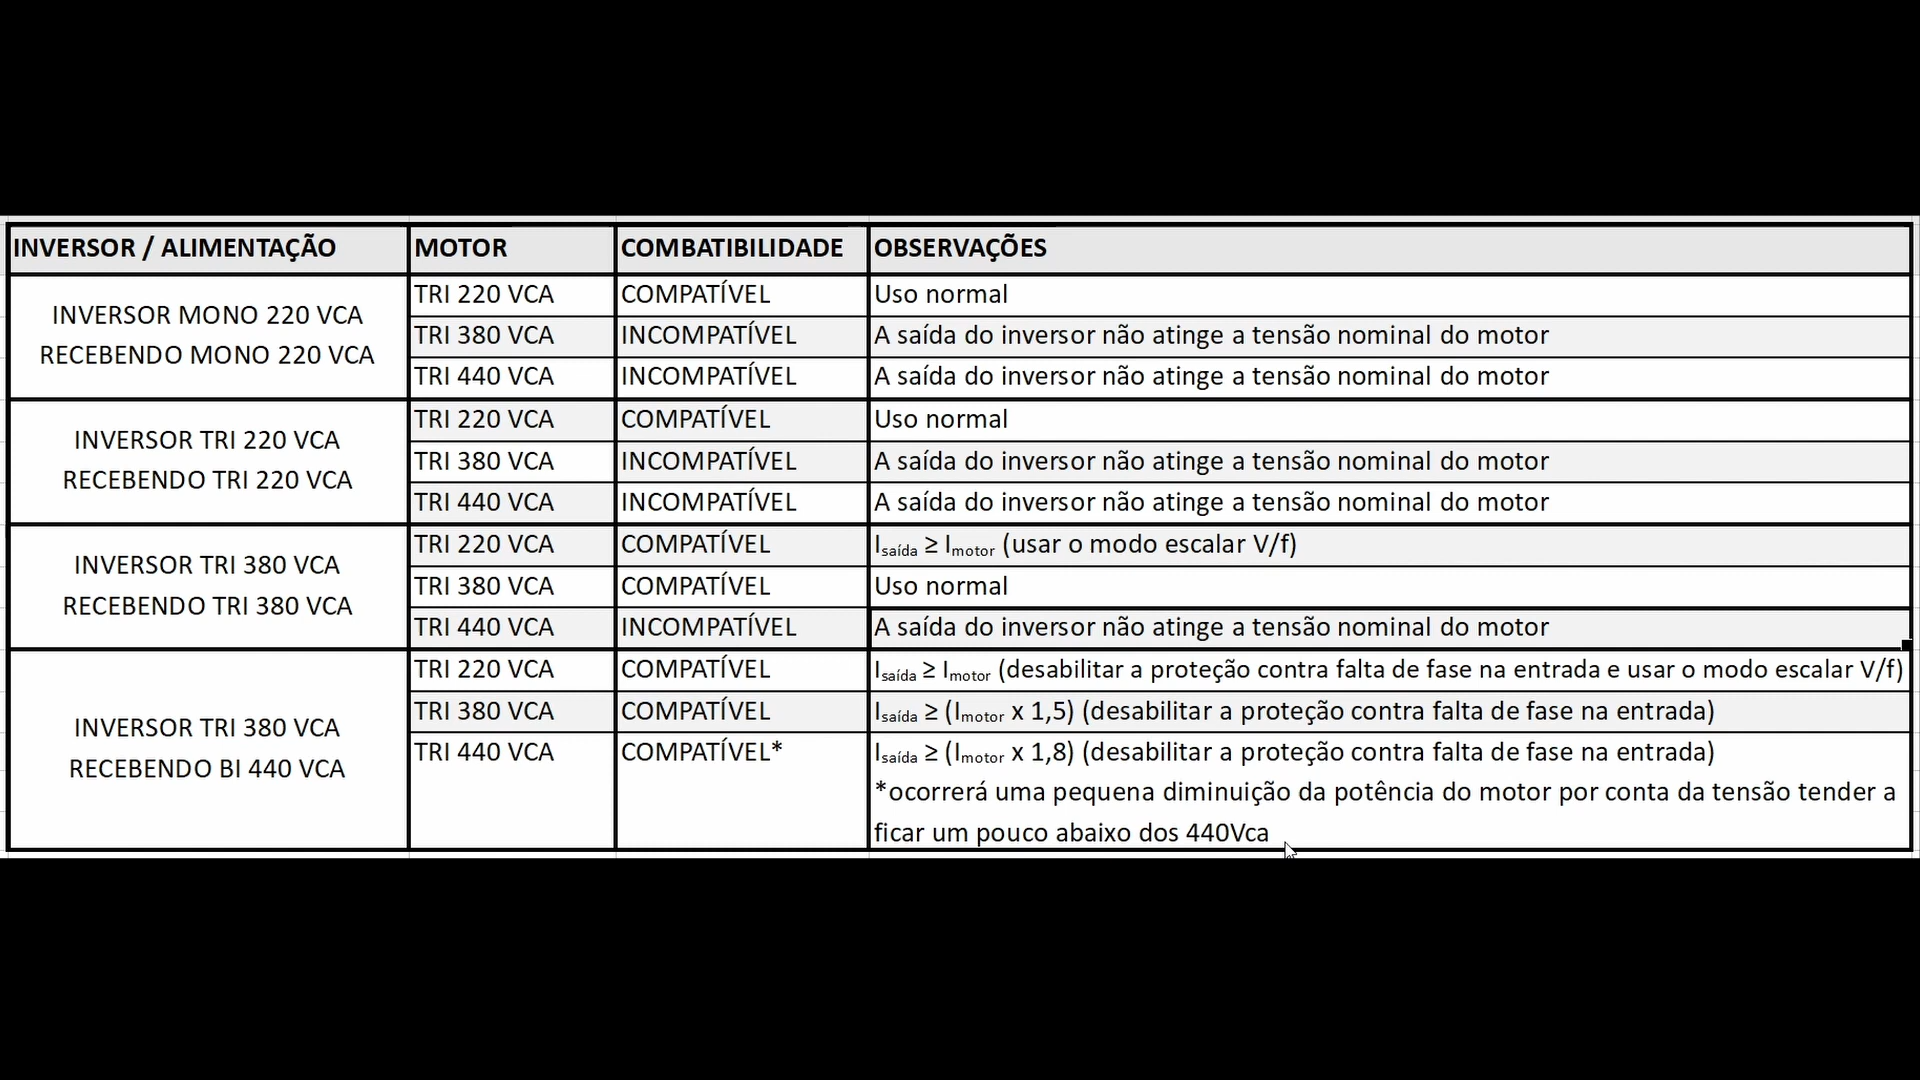 INVERSOR / ALIMENTAÇÃO MOTOR COMBATIBILIDADE OBSERVAÇÕES
INVERSOR MONO 220 VCA
RECEBENDO MONO 220 VCA
TRI 220 VCA COMPATÍVEL Uso normal
TRI 380 VCA INCOMPATÍVEL A saída do inversor não atinge a tensão nominal do motor
TRI 440 VCA INCOMPATÍVEL A saída do inversor não atinge a tensão nominal do motor
INVERSOR TRI 220 VCA
RECEBENDO TRI 220 VCA
TRI 220 VCA COMPATÍVEL Uso normal
TRI 380 VCA INCOMPATÍVEL A saída do inversor não atinge a tensão nominal do motor
TRI 440 VCA INCOMPATÍVEL A saída do inversor não atinge a tensão nominal do motor
INVERSOR TRI 380 VCA
RECEBENDO TRI 380 VCA
TRI 220 VCA COMPATÍVEL Isaída ≥ Imotor (usar o modo escalar V/f)
TRI 380 VCA COMPATÍVEL Uso normal
TRI 440 VCA INCOMPATÍVEL A saída do inversor não atinge a tensão nominal do motor
INVERSOR TRI 380 VCA
RECEBENDO BI 440 VCA
TRI 220 VCA COMPATÍVEL Isaída ≥ Imotor (desabilitar a proteção contra falta de fase na entrada e usar o modo escalar V/f)
TRI 380 VCA COMPATÍVEL Isaída ≥ (Imotor x 1,5) (desabilitar a proteção contra falta de fase na entrada)
TRI 440 VCA COMPATÍVEL* Isaída ≥ (Imotor x 1,8) (desabilitar a proteção contra falta de fase na entrada)
*ocorrerá uma pequena diminuição da potência do motor por conta da tensão tender a
ficar um pouco abaixo dos 440Vca